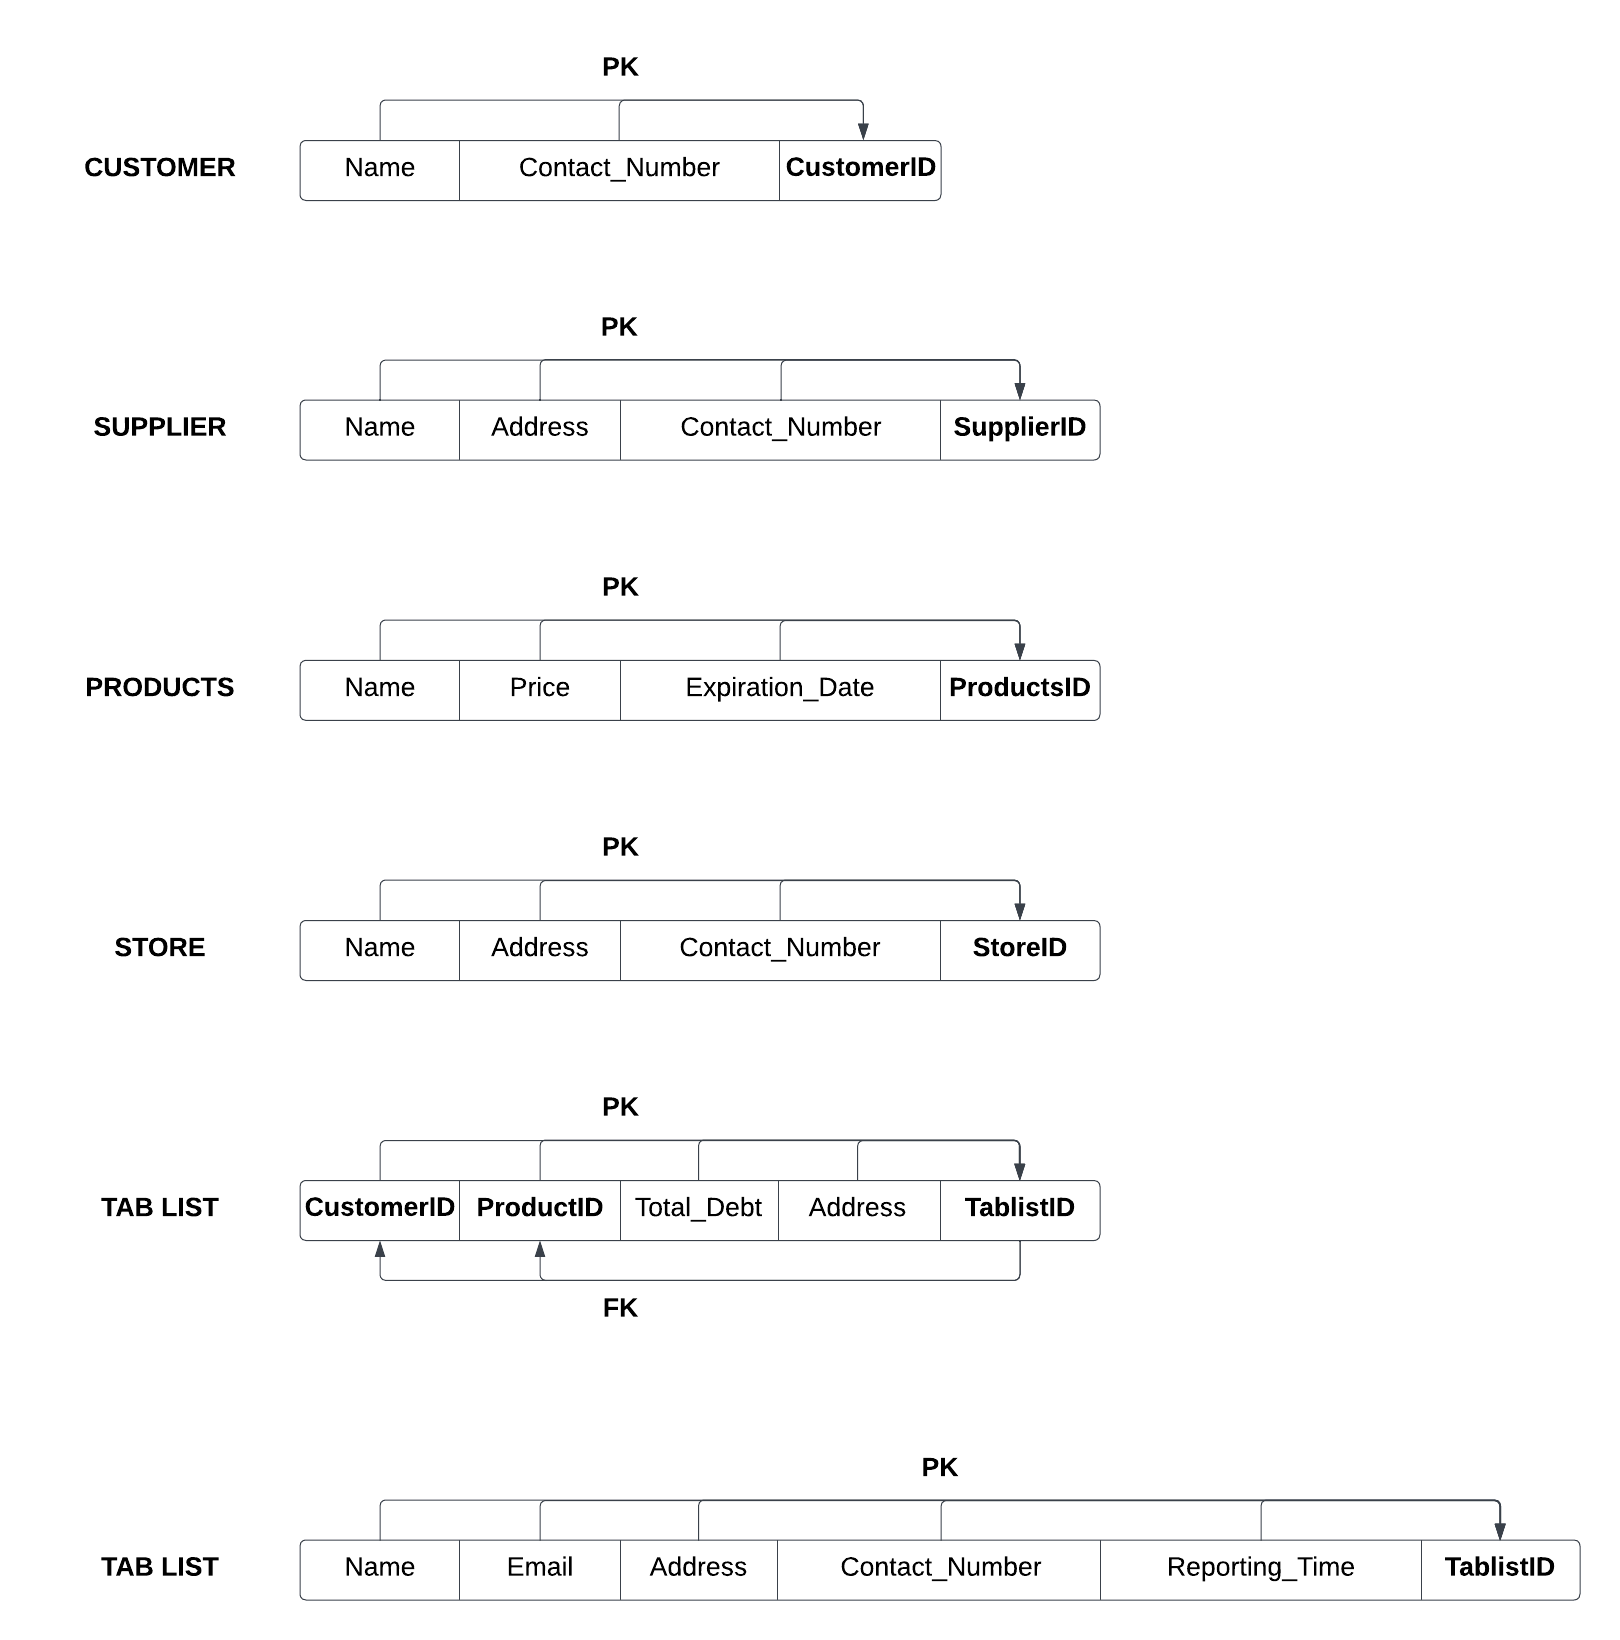 PK
CUSTOMER Name Contact_Number CustomerID
PK
SUPPLIER Name Address Contact_Number SupplierID
PK
PRODUCTS Name Price Expiration_Date ProductsID
PK
STORE Name Address Contact_Number StoreID
PK
TAB LIST CustomerID ProductID Total_Debt Address TablistID
FK
PK
TAB LIST Name Email Address Contact_Number Reporting_Time TablistID